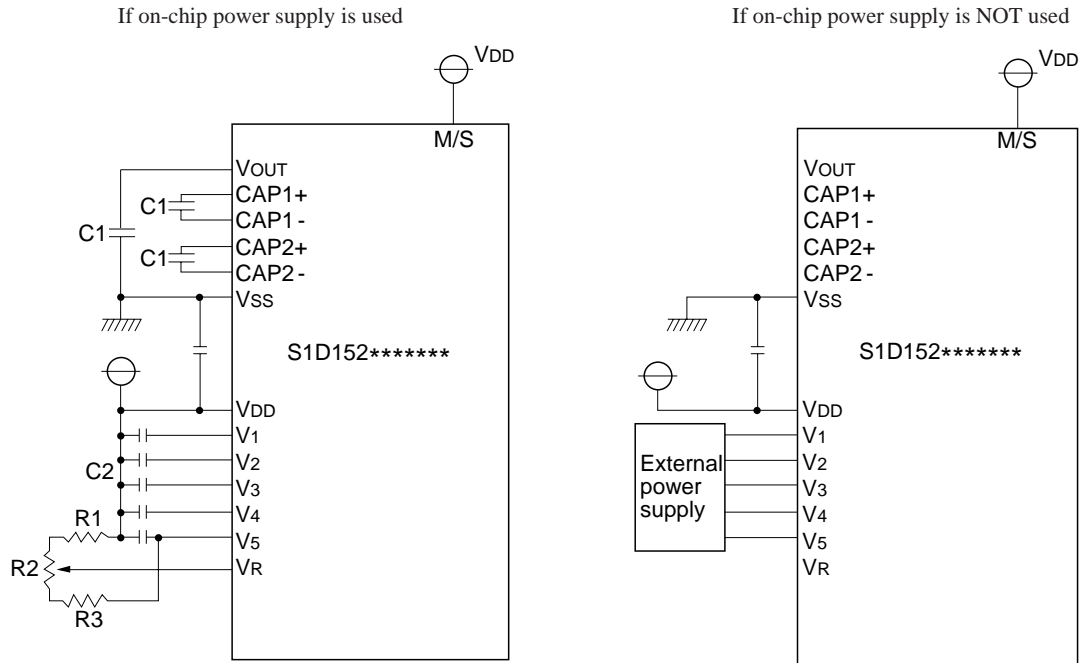 If on-chip power supply is used
VDD
M/S
VOUT
CAP1+
C1
CAP1-
C1
CAP2+
C1
CAP2-
VSS
S1D152*******
VDD
V1
V2
C2
V3
V4
R1
V5
R2
VR
R3
If on-chip power supply is NOT used
VDD
M/S
VOUT
CAP1+
CAP1-
CAP2+
CAP2-
VSS
S1D152*******
VDD
V1
External
power
supply
V2
V3
V4
V5
VR